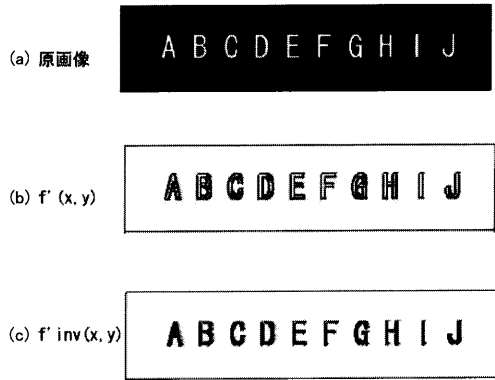 (a) 原画像
A B C D E F G H I J
(b) f'(x,y)
A B C D E F G H I J
(c) f'inv(x,y)
A B C D E F G H I J